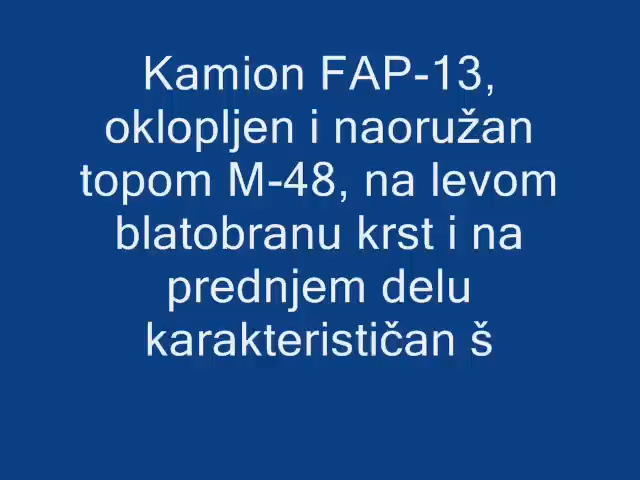 Kamion FAP-13,
oklopljen i naoružan
topom M-48, na levom
blatobranu krst i na
prednjem delu
karakterističan š